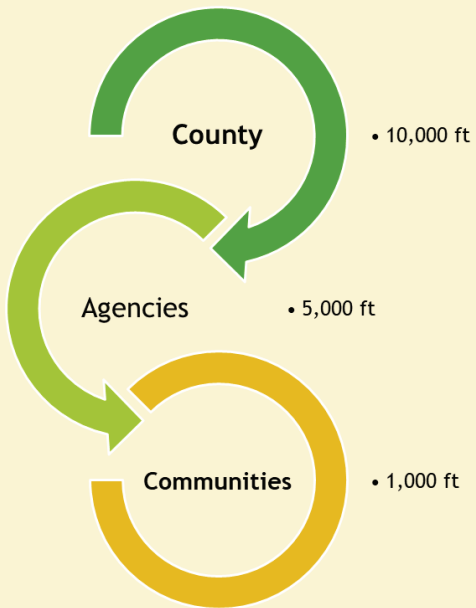 County
• 10,000 ft
Agencies
• 5,000 ft
Communities
• 1,000 ft